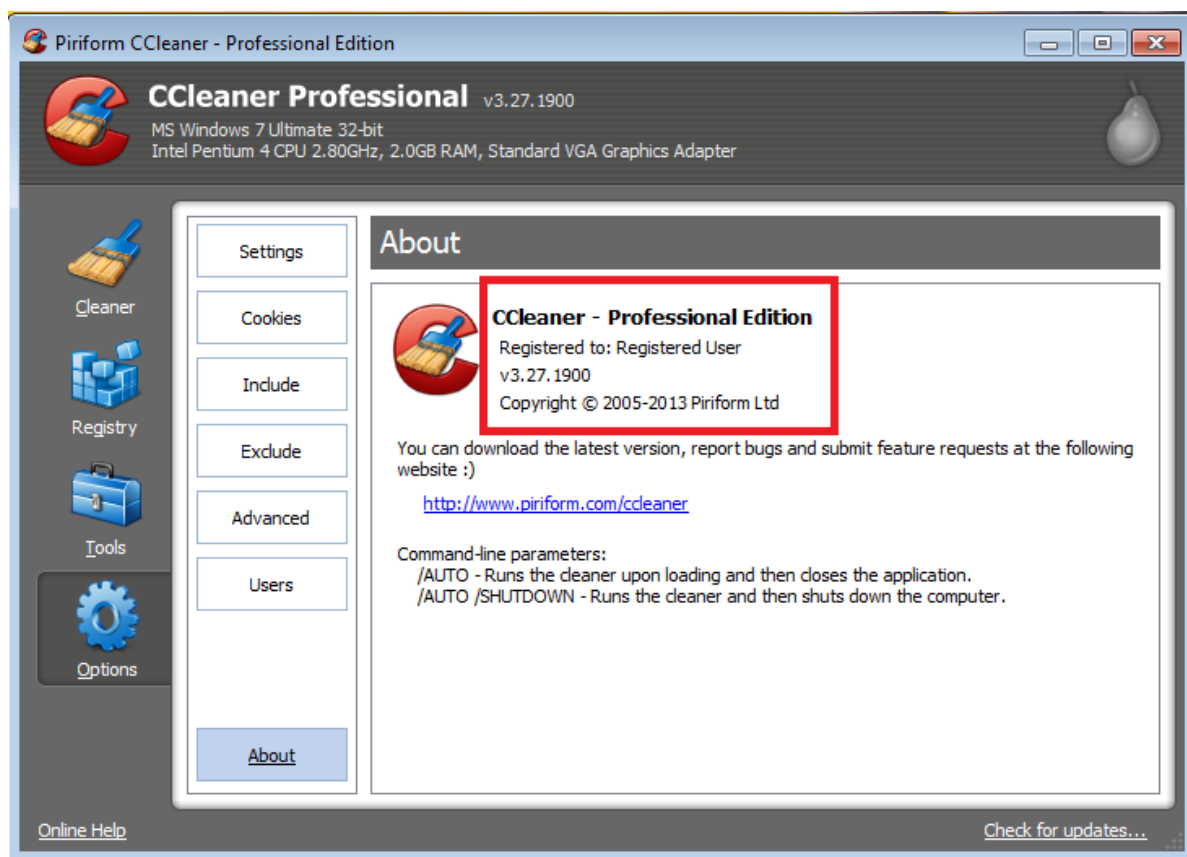 Piriform CCleaner - Professional Edition
CCleaner Professional v3.27.1900
MS Windows 7 Ultimate 32-bit
Intel Pentium 4 CPU 2.80GHz, 2.0GB RAM, Standard VGA Graphics Adapter
Cleaner
Registry
Tools
Options
Settings
Cookies
Include
Exclude
Advanced
Users
About
About
CCleaner - Professional Edition
Registered to: Registered User
v3.27.1900
Copyright © 2005-2013 Piriform Ltd
You can download the latest version, report bugs and submit feature requests at the following
website :)
http://www.piriform.com/ccleaner
Command-line parameters:
/AUTO - Runs the cleaner upon loading and then closes the application.
/AUTO /SHUTDOWN - Runs the cleaner and then shuts down the computer.
Online Help
Check for updates...